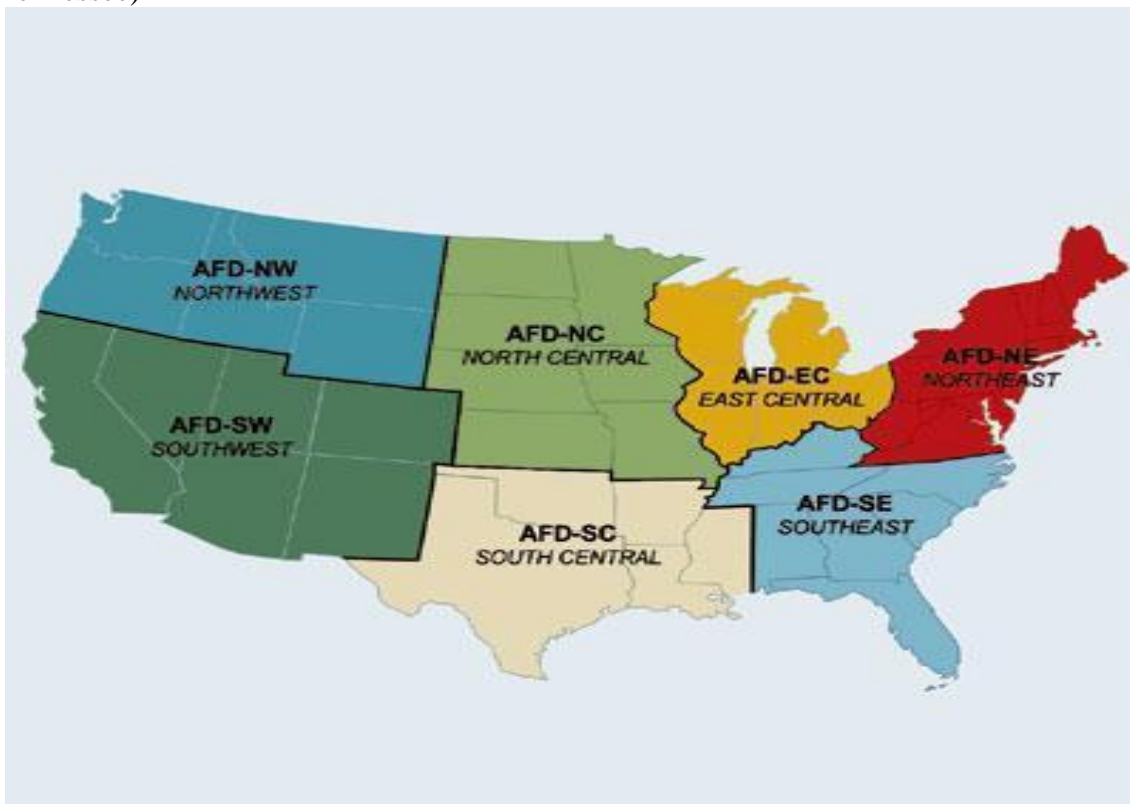 AFD-NW
NORTHWEST
AFD-NC
NORTH CENTRAL
AFD-EC
EAST CENTRAL
AFD-NE
NORTHEAST
AFD-SW
SOUTHWEST
AFD-SC
SOUTH CENTRAL
AFD-SE
SOUTHEAST